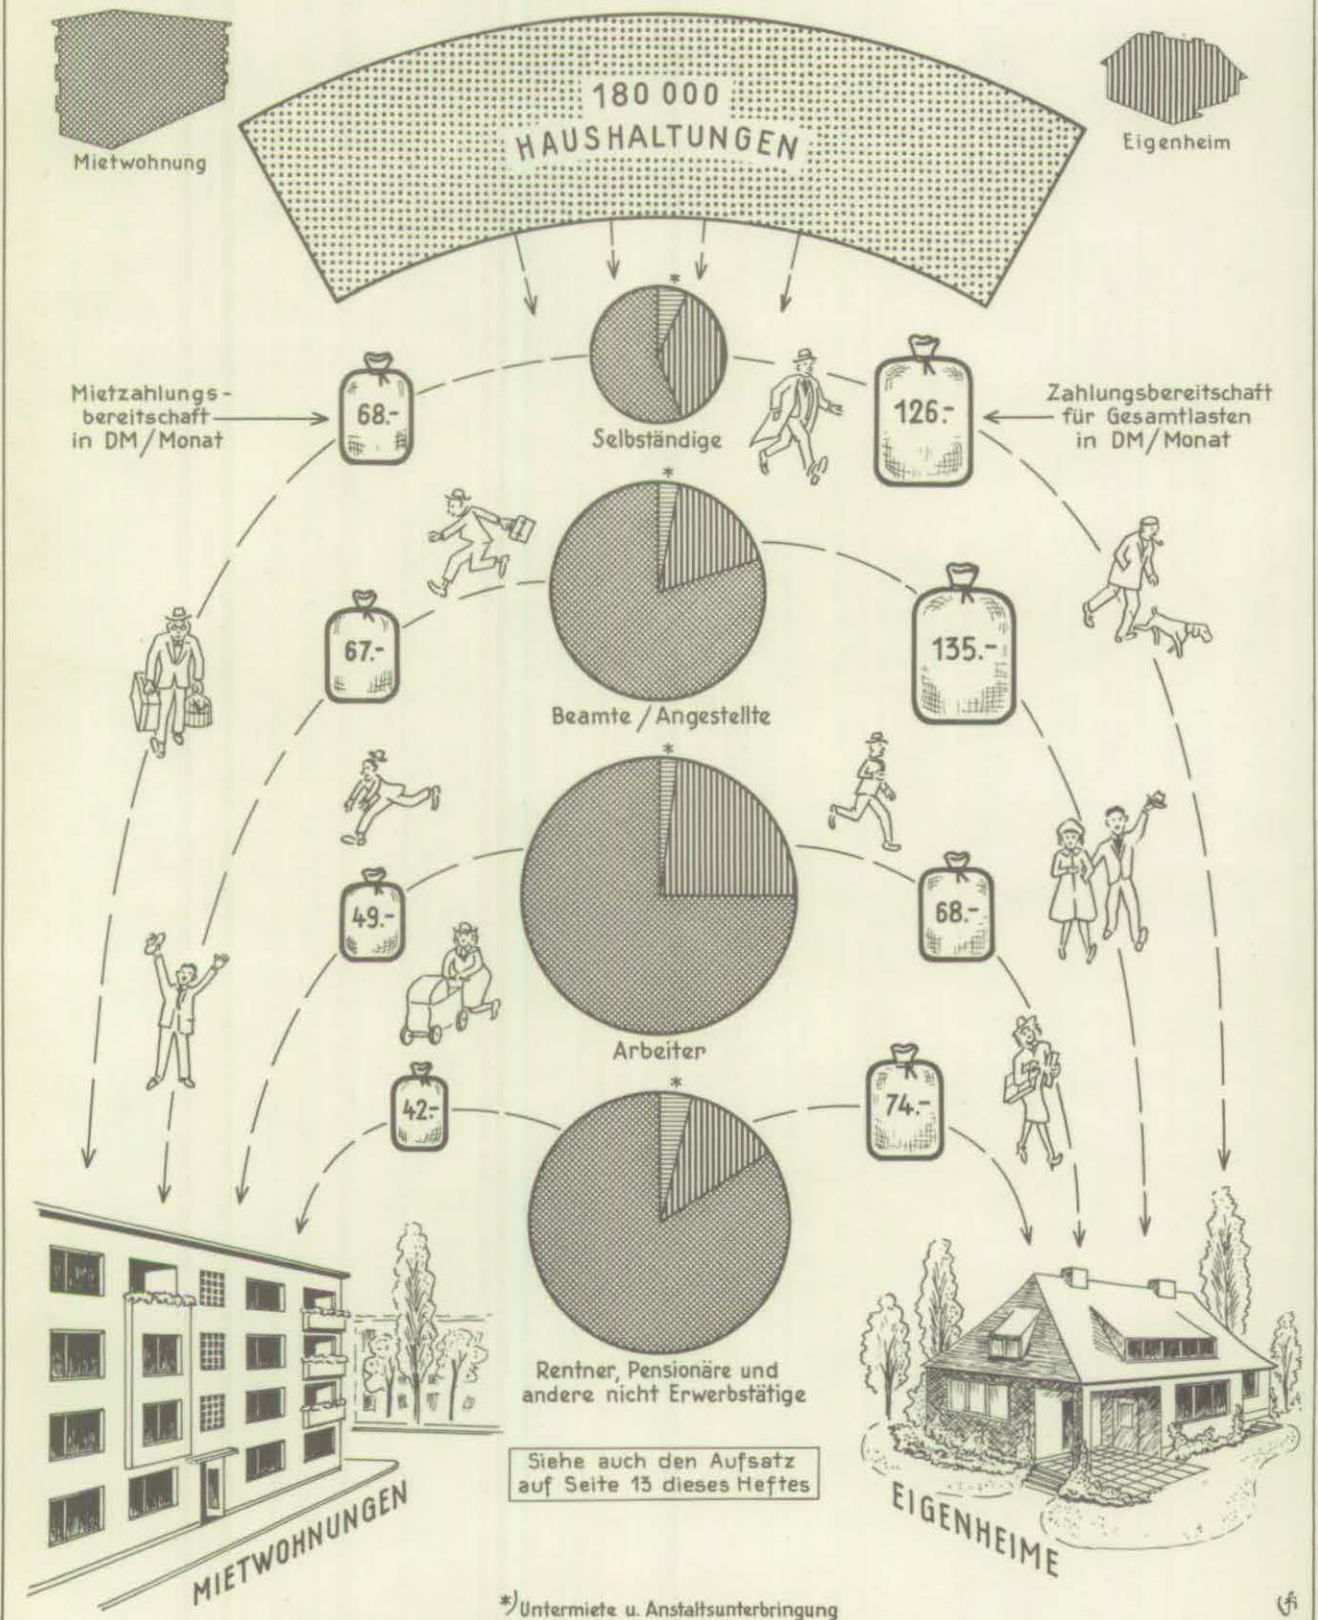 180 000
HAUSHALTUNGEN
Mietwohnung
Eigenheim
*
Mietzahlungs-
bereitschaft
in DM/Monat
68.-
Selbständige
126.-
Zahlungsbereitschaft
für Gesamtlasten
in DM/Monat
*
67.-
135.-
Beamte / Angestellte
*
49.-
68.-
Arbeiter
*
42.-
74.-
Rentner, Pensionäre und
andere nicht Erwerbstätige
Siehe auch den Aufsatz
auf Seite 13 dieses Heftes
MIETWOHNUNGEN
EIGENHEIME
*) Untermiete u. Anstaltsunterbringung